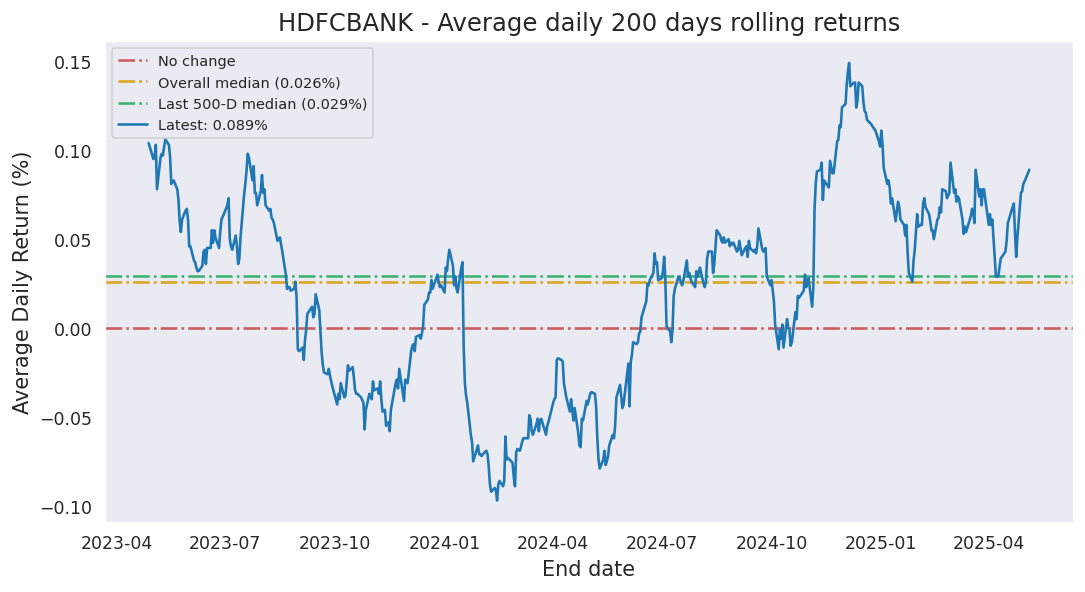 HDFCBANK - Average daily 200 days rolling returns
No change
Overall median (0.026%)
Last 500-D median (0.029%)
Latest: 0.089%
Average Daily Return (%)
0.15
0.10
0.05
0.00
−0.05
−0.10
2023-04 2023-07 2023-10 2024-01 2024-04 2024-07 2024-10 2025-01 2025-04
End date